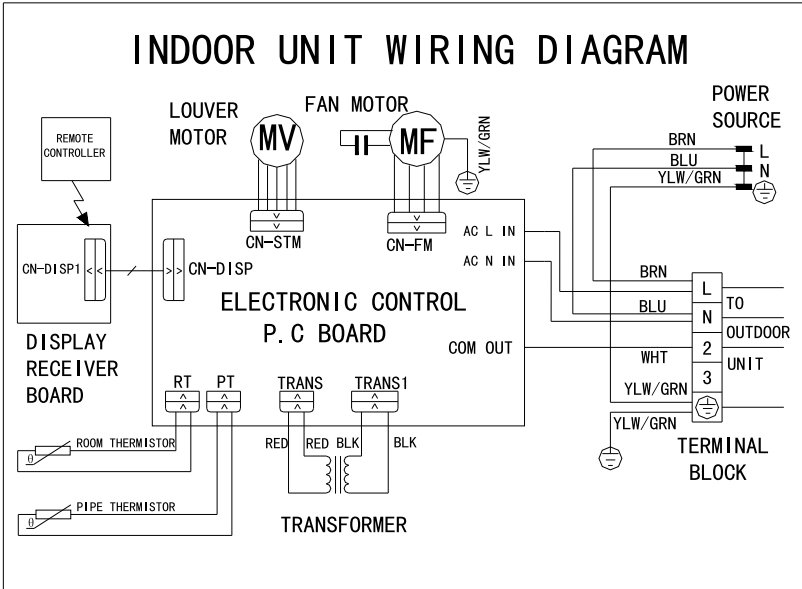 INDOOR UNIT WIRING DIAGRAM
LOUVER
MOTOR
FAN MOTOR
POWER
SOURCE
MV
MF
YLW/GRN
REMOTE
CONTROLLER
BRN
L
BLU
N
YLW/GRN
CN-STM
CN-FM
AC L IN
AC N IN
CN-DISP1
CN-DISP
ELECTRONIC CONTROL
P.C BOARD
COM OUT
BRN
L
TO
BLU
N
OUTDOOR
WHT
2
UNIT
3
YLW/GRN
YLW/GRN
TERMINAL
BLOCK
DISPLAY
RECEIVER
BOARD
RT
PT
TRANS
TRANS1
RED
RED
BLK
BLK
θ
ROOM THERMISTOR
θ
PIPE THERMISTOR
TRANSFORMER